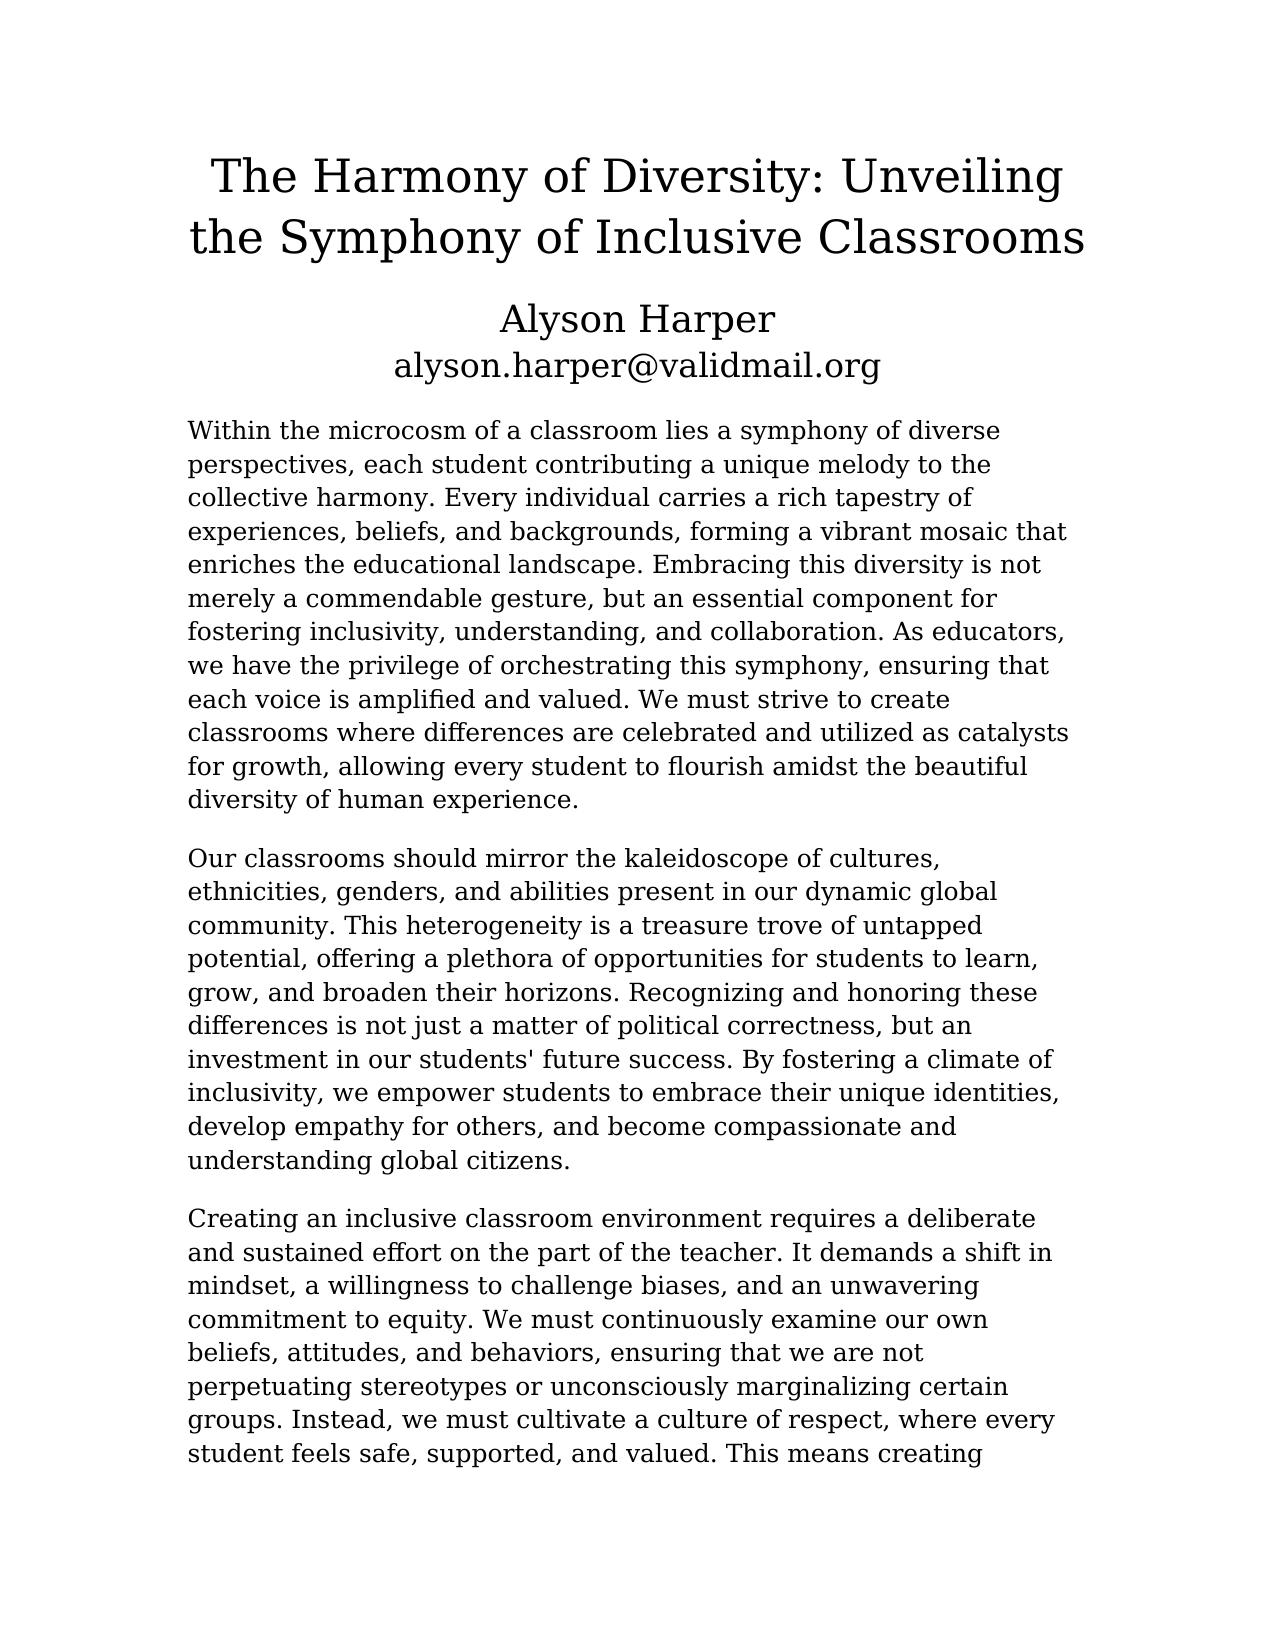 The Harmony of Diversity: Unveiling
the Symphony of Inclusive Classrooms
Alyson Harper
alyson.harper@validmail.org
Within the microcosm of a classroom lies a symphony of diverse
perspectives, each student contributing a unique melody to the
collective harmony. Every individual carries a rich tapestry of
experiences, beliefs, and backgrounds, forming a vibrant mosaic that
enriches the educational landscape. Embracing this diversity is not
merely a commendable gesture, but an essential component for
fostering inclusivity, understanding, and collaboration. As educators,
we have the privilege of orchestrating this symphony, ensuring that
each voice is amplified and valued. We must strive to create
classrooms where differences are celebrated and utilized as catalysts
for growth, allowing every student to flourish amidst the beautiful
diversity of human experience.
Our classrooms should mirror the kaleidoscope of cultures,
ethnicities, genders, and abilities present in our dynamic global
community. This heterogeneity is a treasure trove of untapped
potential, offering a plethora of opportunities for students to learn,
grow, and broaden their horizons. Recognizing and honoring these
differences is not just a matter of political correctness, but an
investment in our students' future success. By fostering a climate of
inclusivity, we empower students to embrace their unique identities,
develop empathy for others, and become compassionate and
understanding global citizens.
Creating an inclusive classroom environment requires a deliberate
and sustained effort on the part of the teacher. It demands a shift in
mindset, a willingness to challenge biases, and an unwavering
commitment to equity. We must continuously examine our own
beliefs, attitudes, and behaviors, ensuring that we are not
perpetuating stereotypes or unconsciously marginalizing certain
groups. Instead, we must cultivate a culture of respect, where every
student feels safe, supported, and valued. This means creating